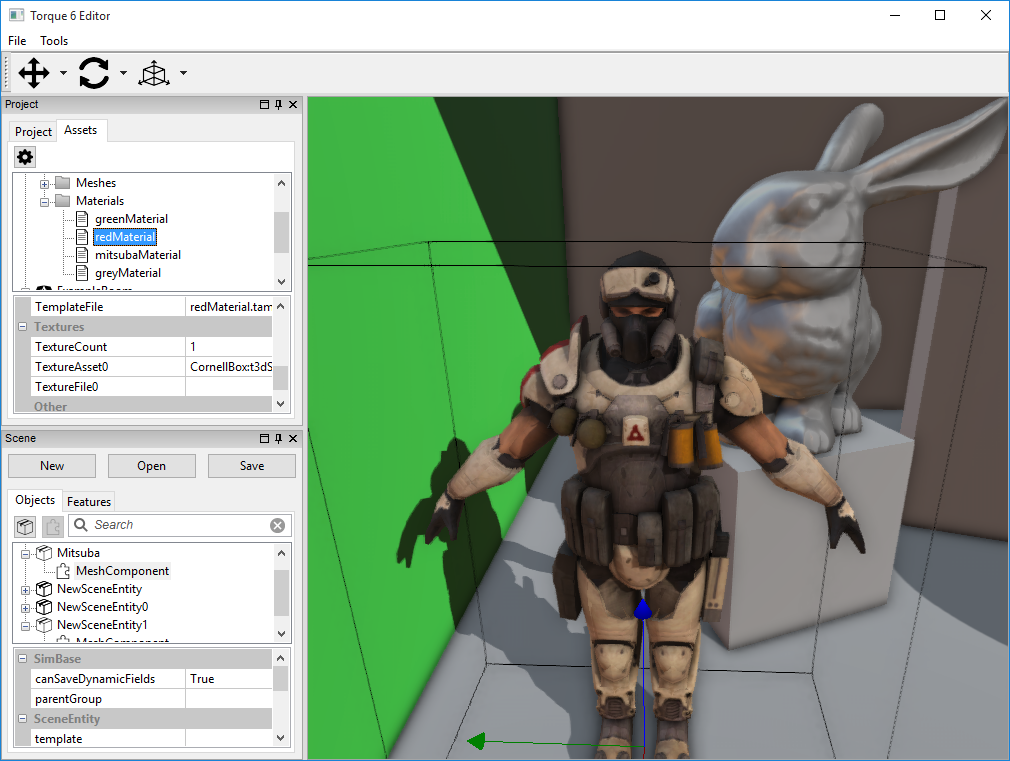 Torque 6 Editor
File Tools
Project
Project Assets
Meshes
Materials
greenMaterial
redMaterial
mitsubaMaterial
greyMaterial
TemplateFile redMaterial.tam
Textures
TextureCount 1
TextureAsset0 CornellBox:t3dS
TextureFile0
Other
Scene
New Open Save
Objects Features
Search
Mitsuba
MeshComponent
NewSceneEntity
NewSceneEntity0
NewSceneEntity1
MeshComponent
SimBase
canSaveDynamicFields True
parentGroup
SceneEntity
template